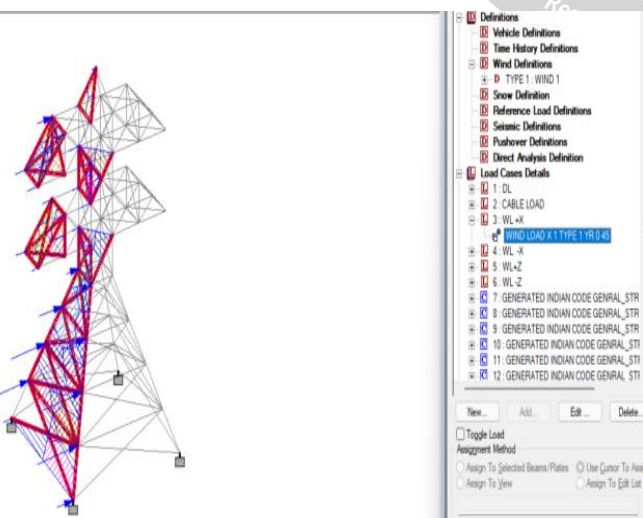 Definitions
Vehicle Definitions
Time History Definitions
Wind Definitions
TYPE 1 : WIND 1
Snow Definition
Reference Load Definitions
Seismic Definitions
Pushover Definitions
Direct Analysis Definition
Load Cases Details
1 : DL
2 : CABLE LOAD
3 : WL +X
WIND LOAD X 1 TYPE 1 YR 0 45
4 : WL -X
5 : WL+Z
6 : WL-Z
7 : GENERATED INDIAN CODE GENRAL_STR
8 : GENERATED INDIAN CODE GENRAL_STR
9 : GENERATED INDIAN CODE GENRAL_STR
10 : GENERATED INDIAN CODE GENRAL_STI
11 : GENERATED INDIAN CODE GENRAL_STI
12 : GENERATED INDIAN CODE GENRAL STI
New... Add... Edit ... Delete..
Toggle Load
Assignment Method
Assign To Selected Beams/Plates Use Cursor To Assi
Assign To View Assign To Edit List